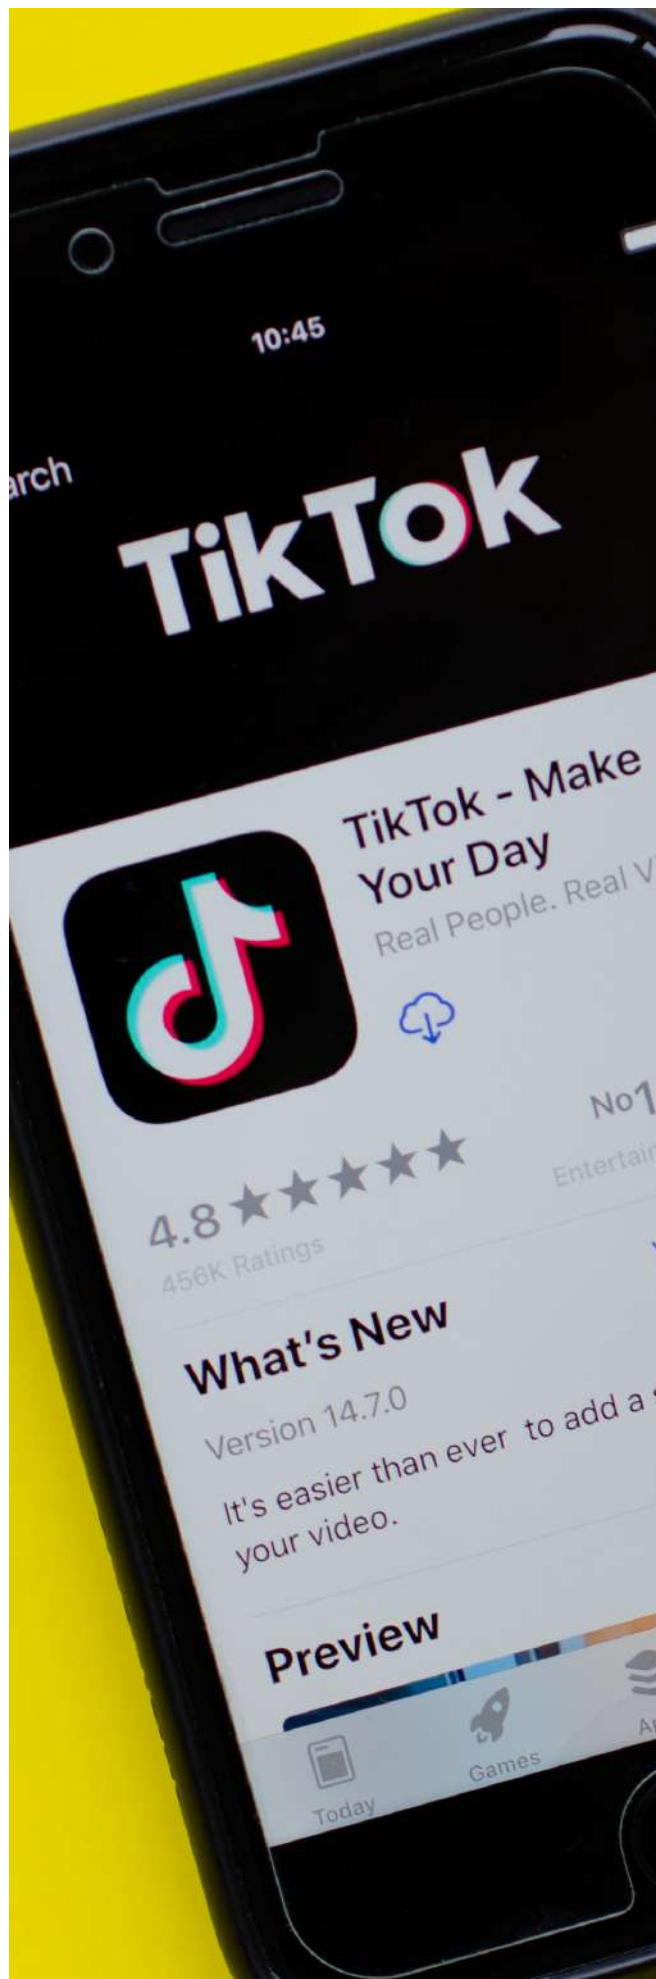 10:45
arch
TikTok
TikTok - Make
Your Day
Real People. Real V
No1
4.8
Entertain
456K Ratings
What's New
Version 14.7.0
It's easier than ever to add a s
your video.
Preview
Today
Games